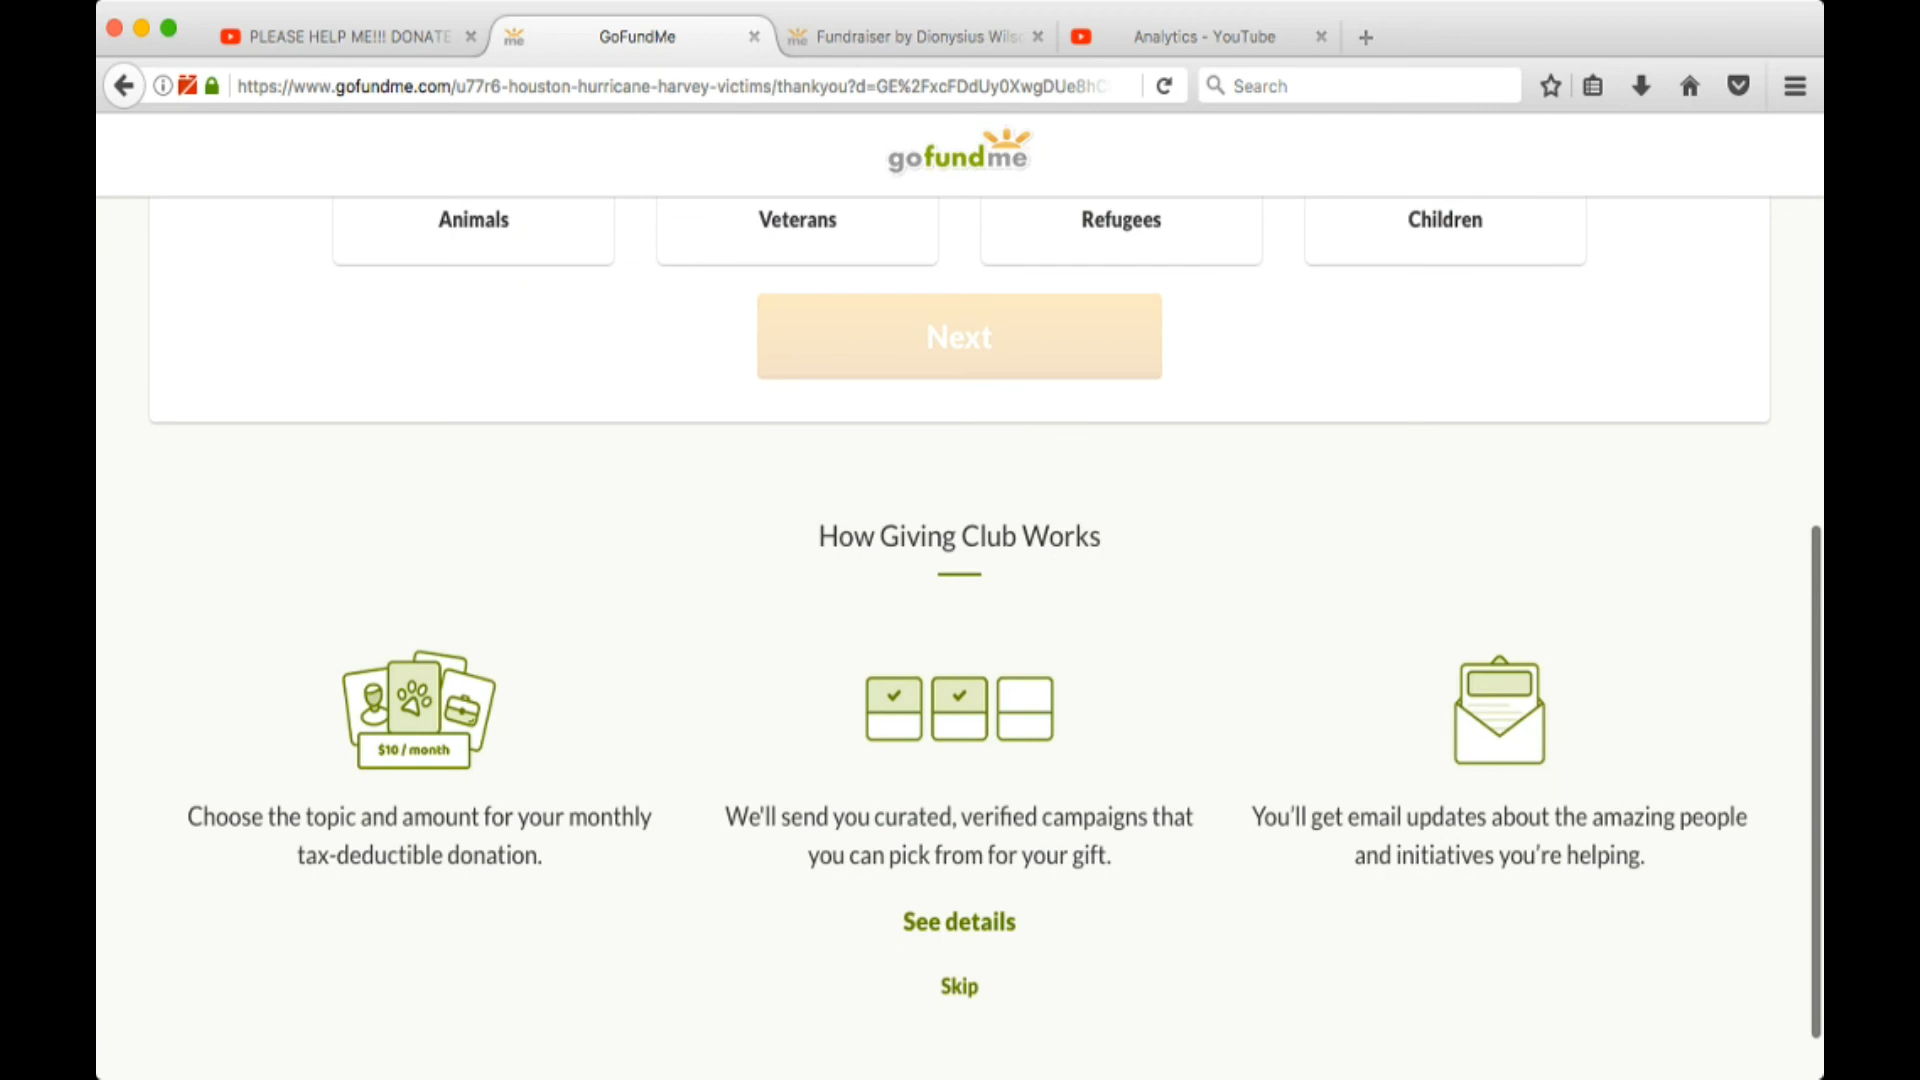 PLEASE HELP ME!!! DONATE
GoFundMe
Fundraiser by Dionysius Wils
Analytics - YouTube
https://www.gofundme.com/u77r6-houston-hurricane-harvey-victims/thankyou?d=GE%2FxcFDdUy0XwgDUe8hC
Search
gofundme
Animals
Veterans
Refugees
Children
Next
How Giving Club Works
$10 / month
Choose the topic and amount for your monthly
tax-deductible donation.
We'll send you curated, verified campaigns that
you can pick from for your gift.
You’ll get email updates about the amazing people
and initiatives you’re helping.
See details
Skip